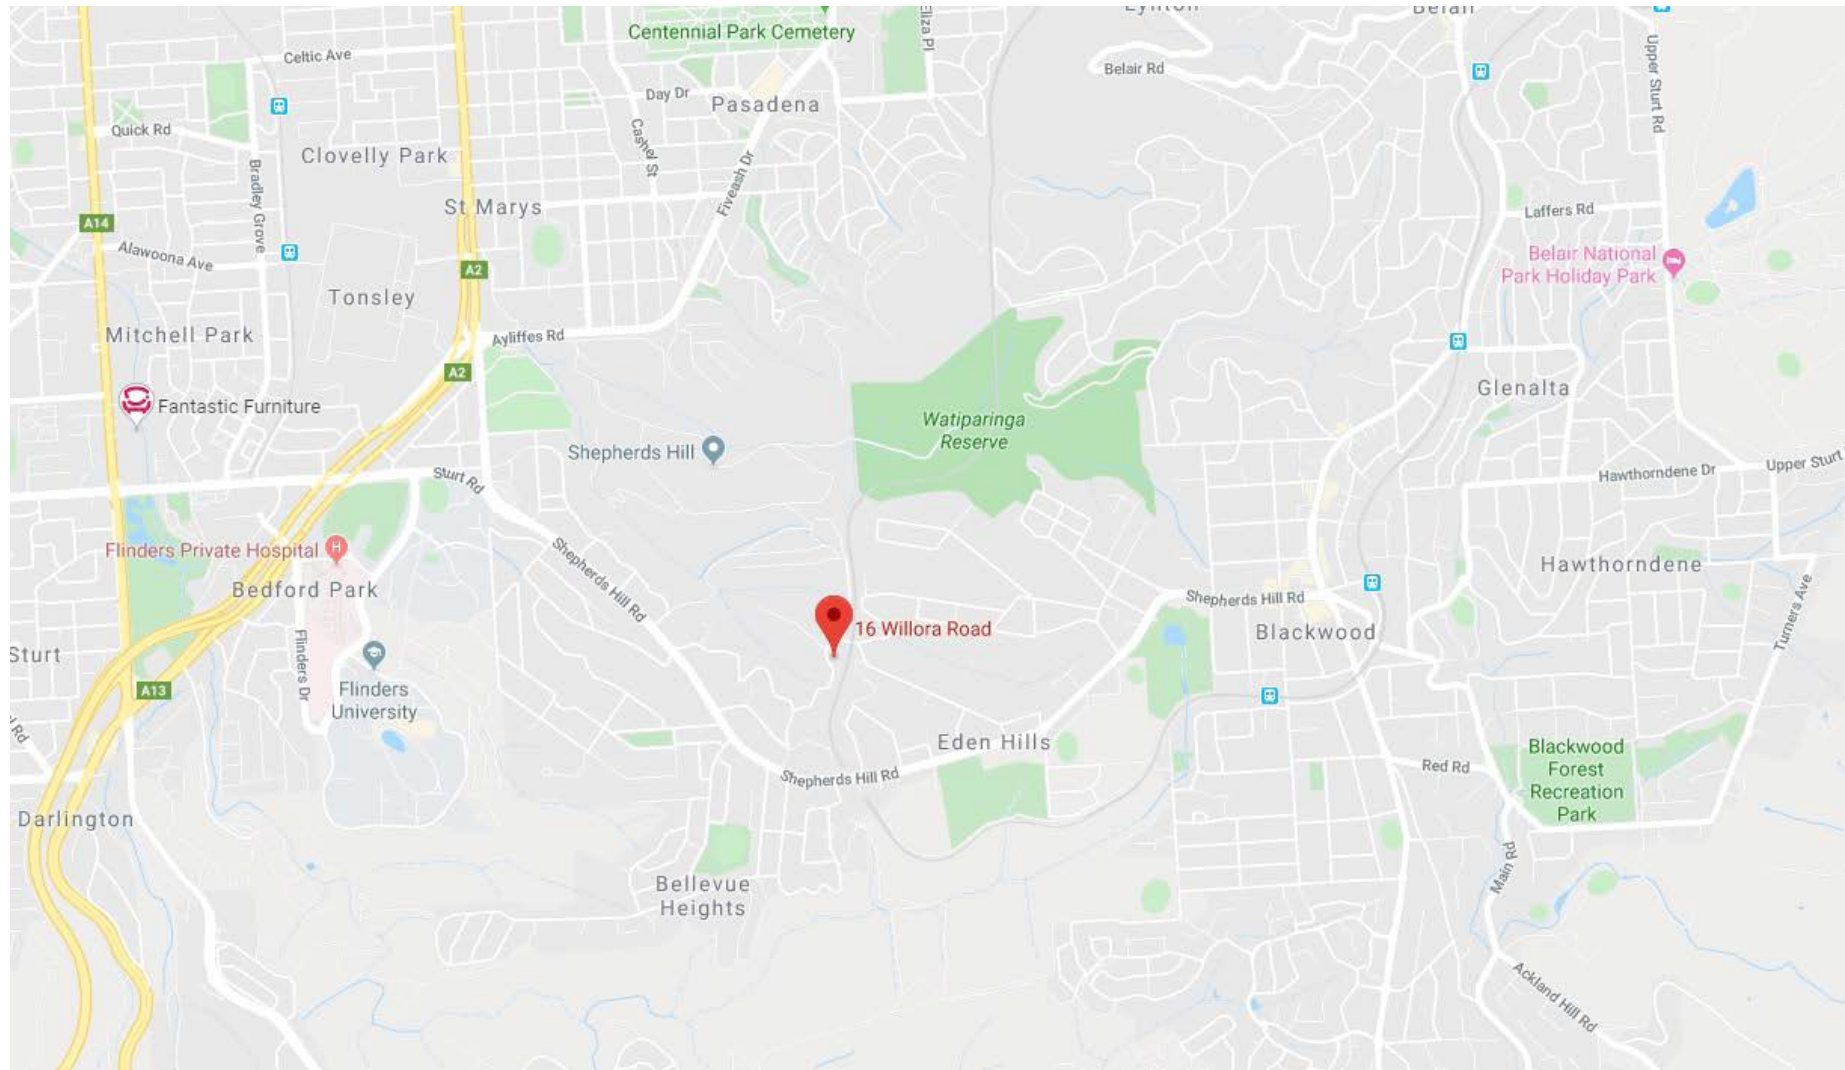 Lynton
Belair
Centennial Park Cemetery
Eliza Pl
Celtic Ave
Belair Rd
Upper Sturt Rd
Day Dr
Pasadena
Quick Rd
Cashel St
Clovelly Park
Bradley Grove
Fiveash Dr
St Marys
Laffers Rd
A14
Alawoona Ave
Belair National
Park Holiday Park
A2
Tonsley
Mitchell Park
Ayliffes Rd
A2
Glenalta
Fantastic Furniture
Watiparinga
Reserve
Shepherds Hill
Upper Sturt
Hawthorndene Dr
Sturt Rd
Flinders Private Hospital
H
Shepherds Hill Rd
Hawthorndene
Bedford Park
Shepherds Hill Rd
Turners Ave
16 Willora Road
Blackwood
Sturt
Flinders Dr
A13
Flinders
University
Rd
Eden Hills
Blackwood
Forest
Recreation
Park
Red Rd
Shepherds Hill Rd
Darlington
Main Rd
Bellevue
Heights
Ackland Hill Rd